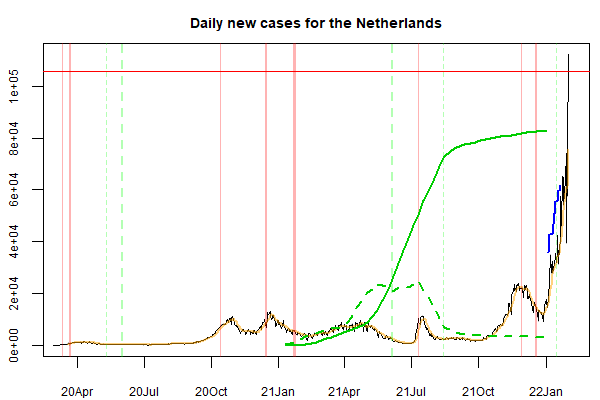 Daily new cases for the Netherlands
1e+05
8e+04
6e+04
4e+04
2e+04
0e+00
20Apr 20Jul 20Oct 21Jan 21Apr 21Jul 21Oct 22Jan